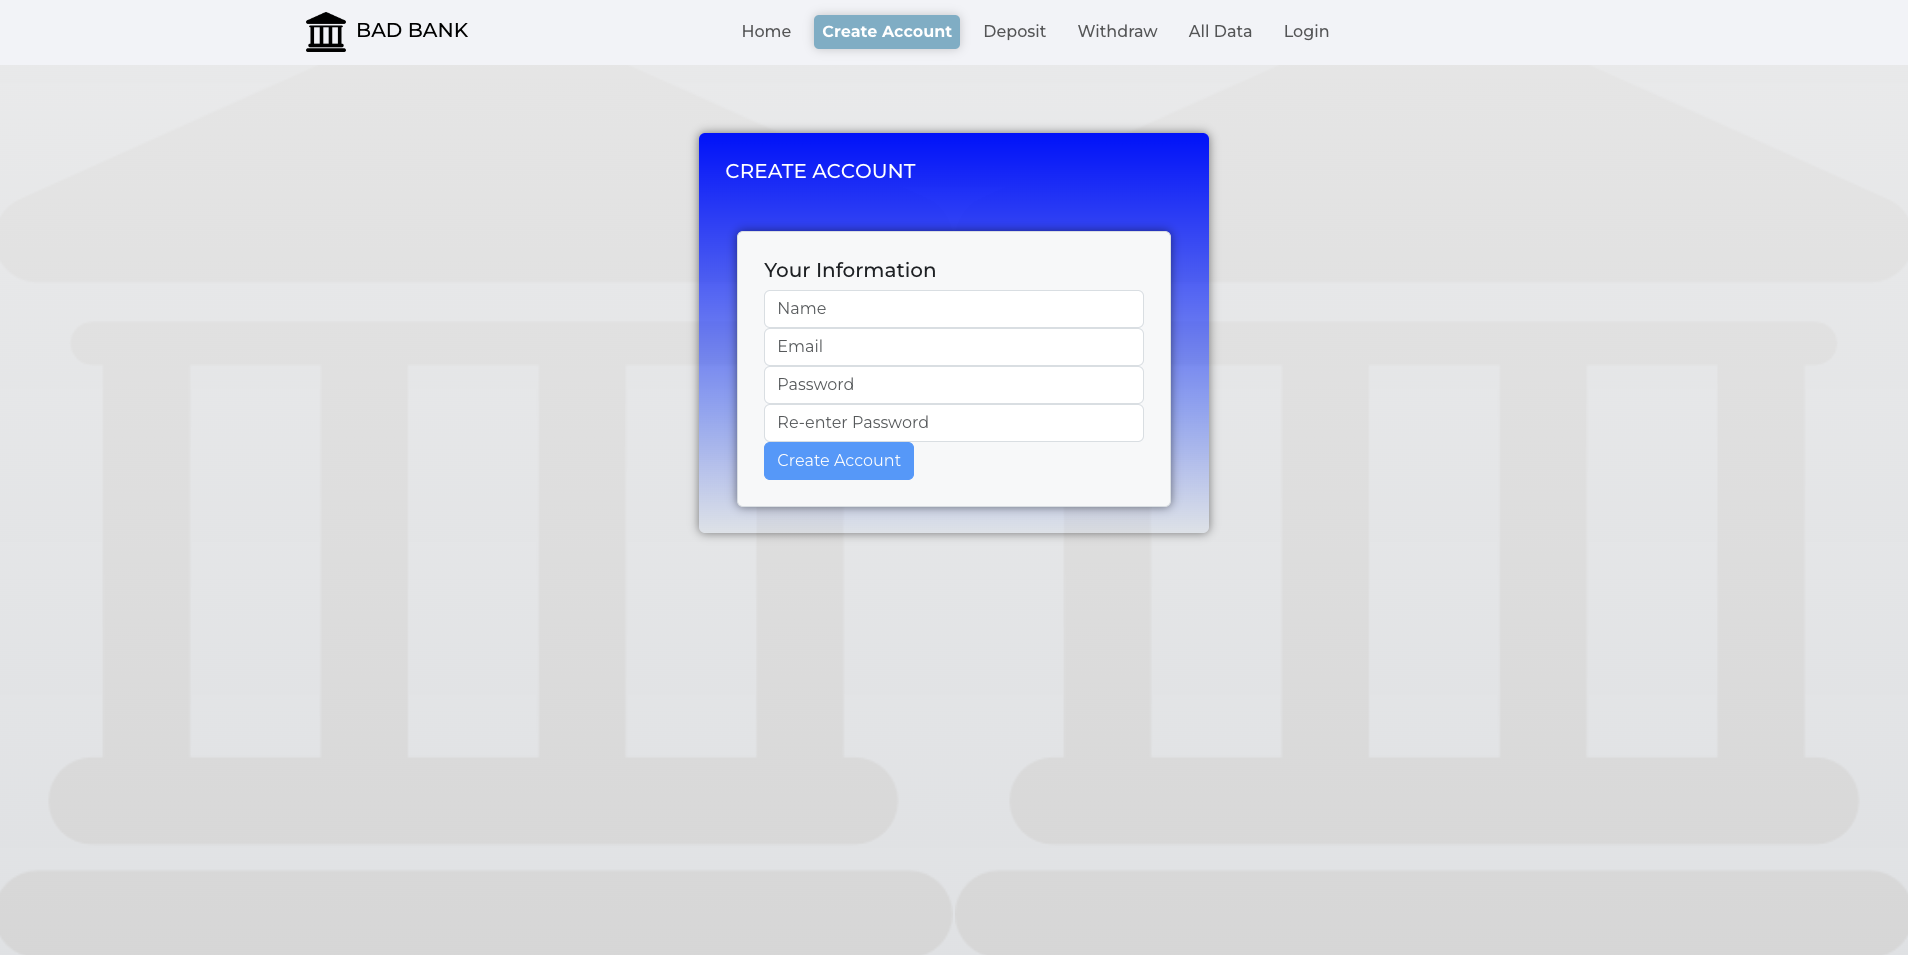 BAD BANK
Home Create Account Deposit Withdraw All Data Login
CREATE ACCOUNT
Your Information
Name
Email
Password
Re-enter Password
Create Account